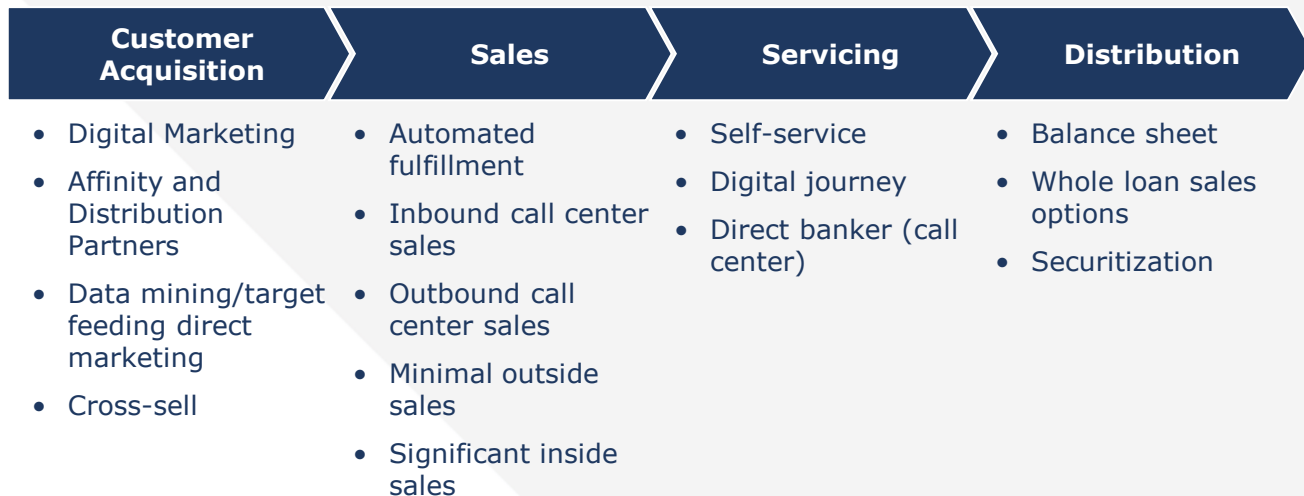 Customer
Acquisition
Sales
Servicing
Distribution
• Digital Marketing
• Affinity and
Distribution
Partners
• Data mining/target
feeding direct
marketing
• Cross-sell
• Automated
fulfillment
• Inbound call center
sales
• Outbound call
center sales
• Minimal outside
sales
• Significant inside
sales
• Self-service
• Digital journey
• Direct banker (call
center)
• Balance sheet
• Whole loan sales
options
• Securitization